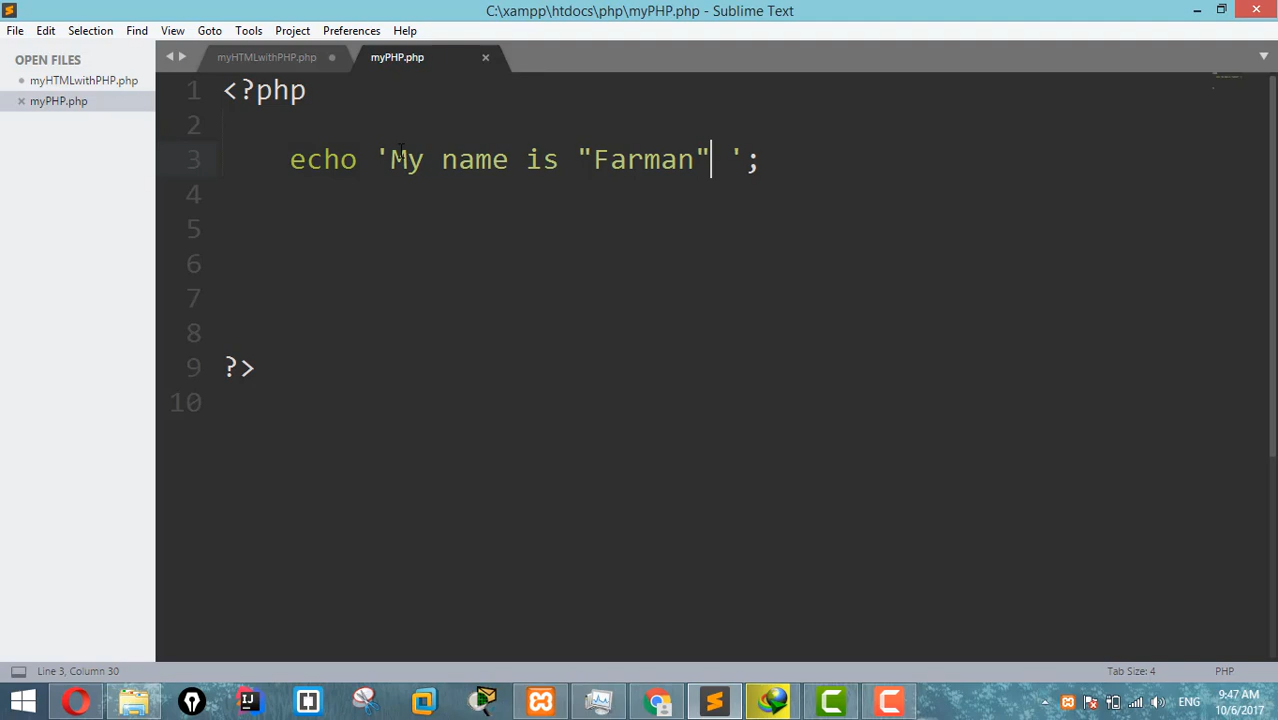 C:\xampp\htdocs\php\myPHP.php - Sublime Text
File Edit Selection Find View Goto Tools Project Preferences Help
OPEN FILES
myHTMLwithPHP.php
myPHP.php
myHTMLwithPHP.php myPHP.php
1 <?php
2
3 echo 'My name is "Farman" ';
4
5
6
7
8
9 ?>
10
Line 3, Column 30 Tab Size: 4 PHP
ENG
9:47 AM
10/6/2017